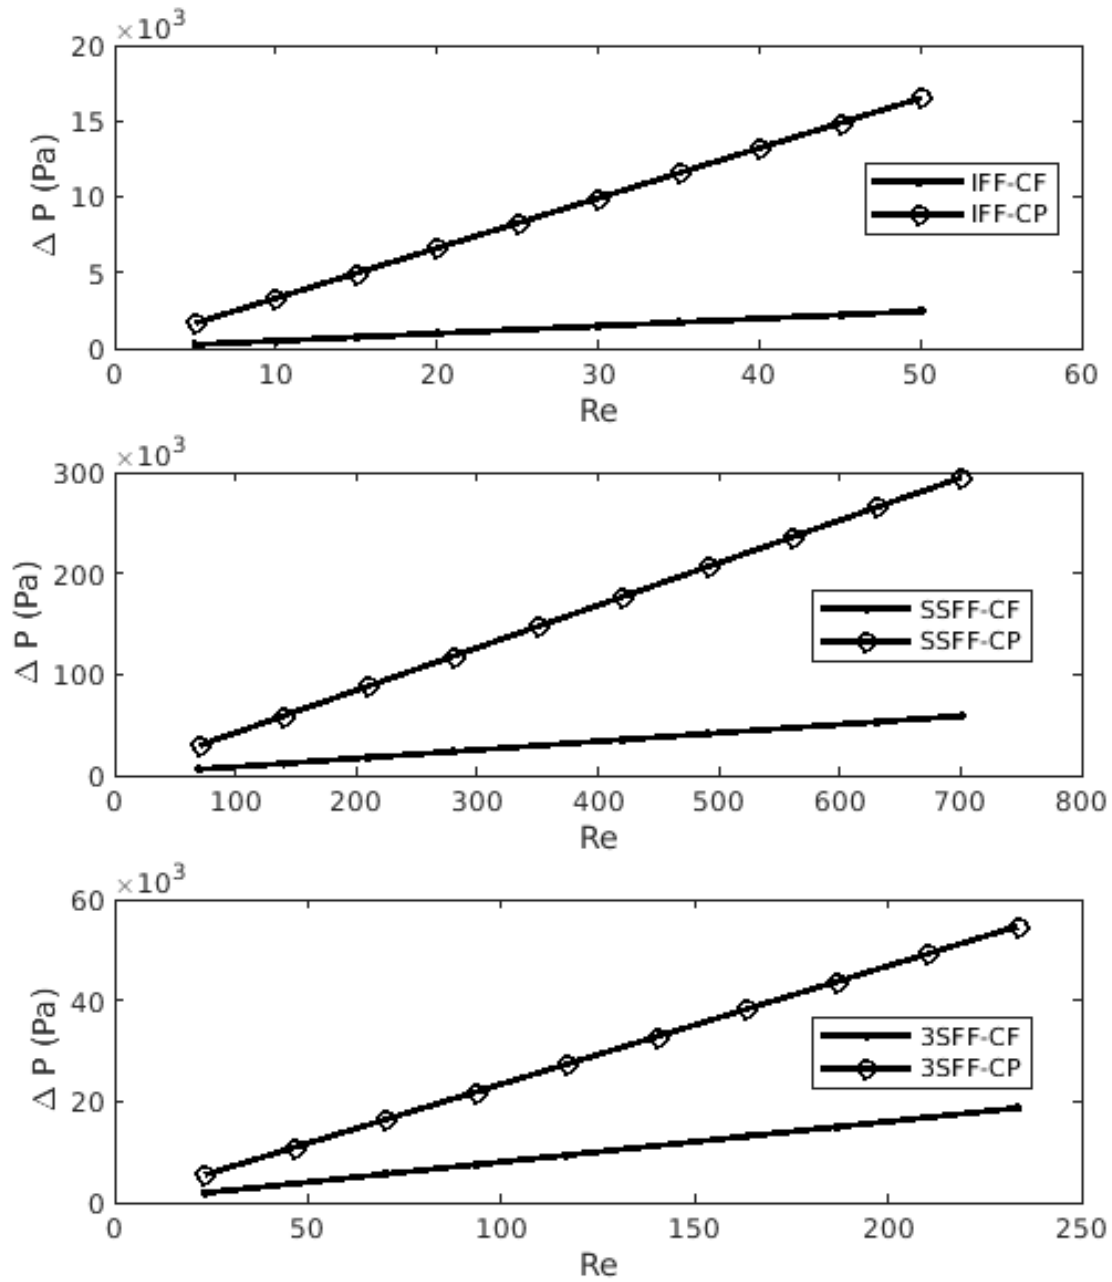 ×10³
20
15
10
5
0
Δ P (Pa)
IFF-CF
IFF-CP
0 10 20 30 40 50 60
Re
×10³
300
200
100
0
Δ P (Pa)
SSFF-CF
SSFF-CP
0 100 200 300 400 500 600 700 800
Re
×10³
60
40
20
0
Δ P (Pa)
3SFF-CF
3SFF-CP
0 50 100 150 200 250
Re